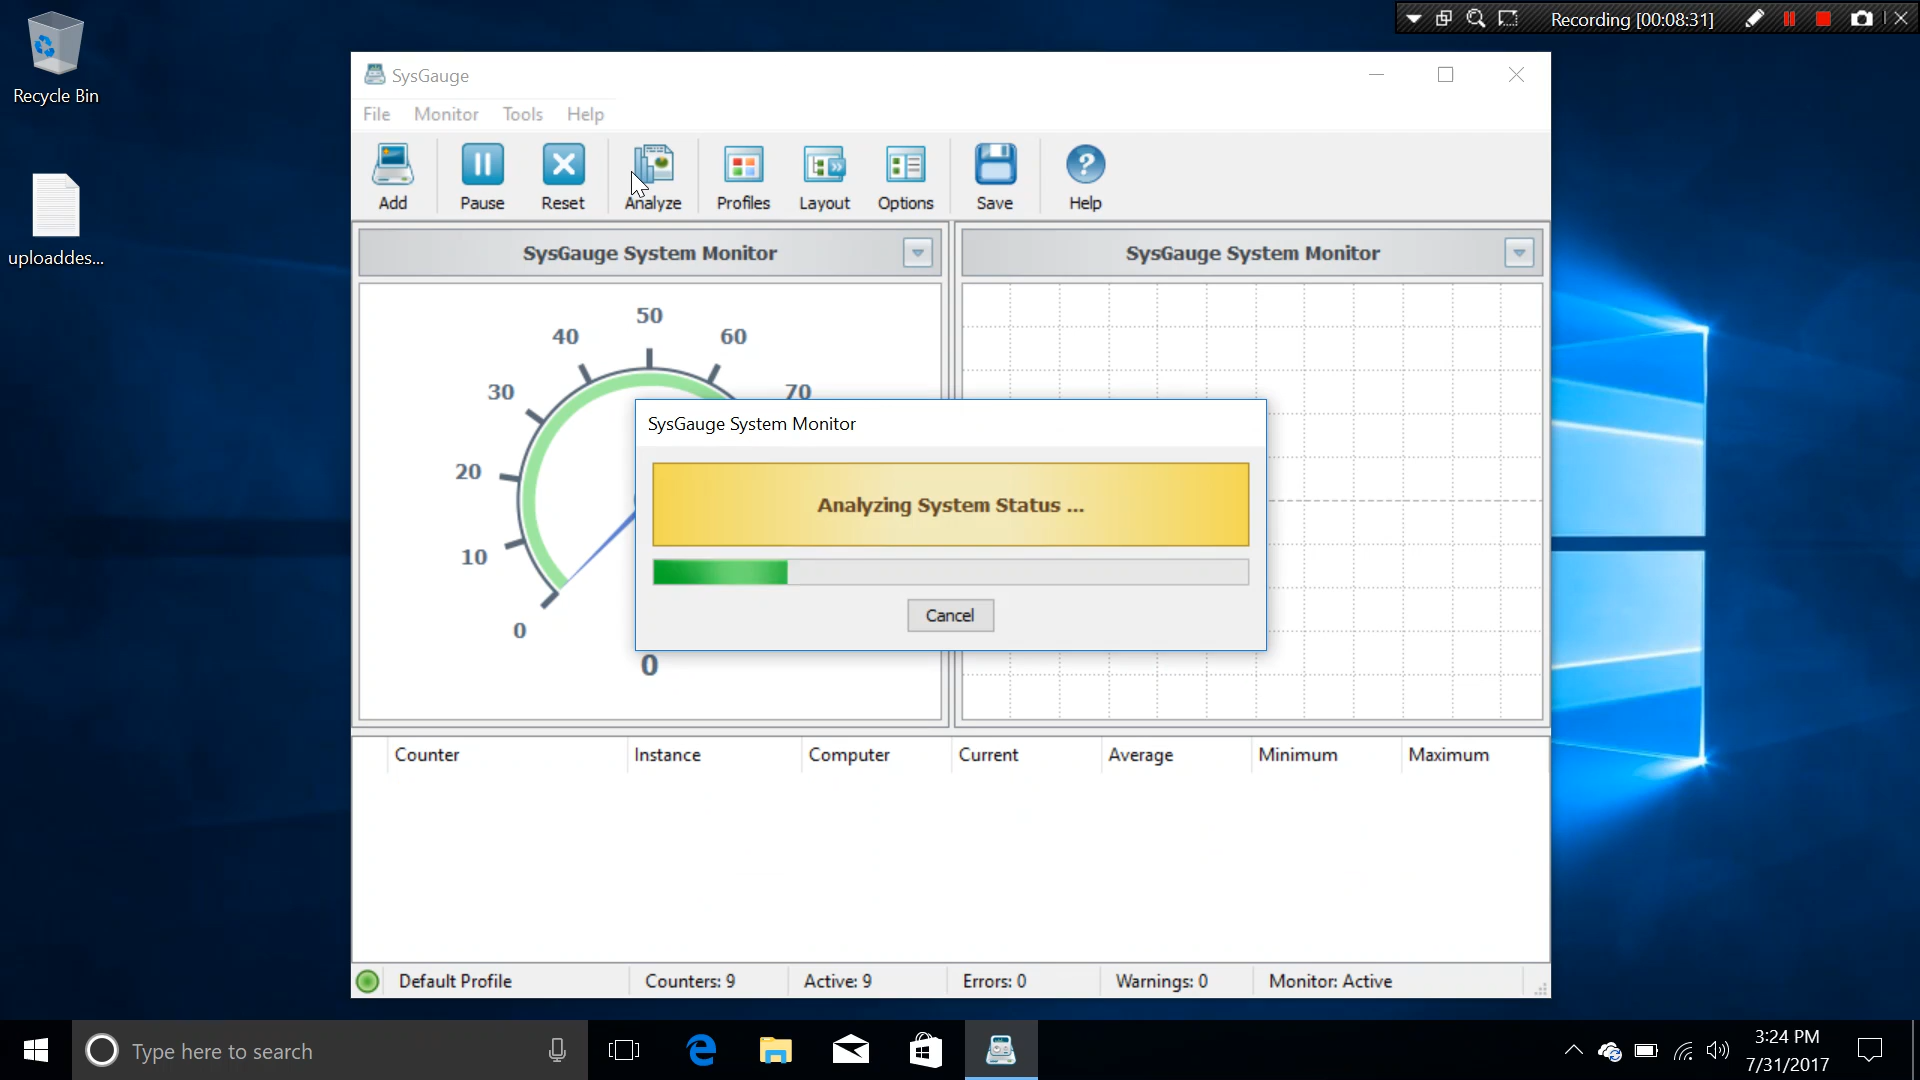 Recording [00:08:31]
Recycle Bin
uploaddes...
SysGauge
File Monitor Tools Help
Add Pause Reset Analyze Profiles Layout Options Save Help
SysGauge System Monitor
SysGauge System Monitor
50
40 60
30 70
20
10
0
0
SysGauge System Monitor
Analyzing System Status ...
Cancel
Counter Instance Computer Current Average Minimum Maximum
Default Profile Counters: 9 Active: 9 Errors: 0 Warnings: 0 Monitor: Active
Type here to search
3:24 PM
7/31/2017